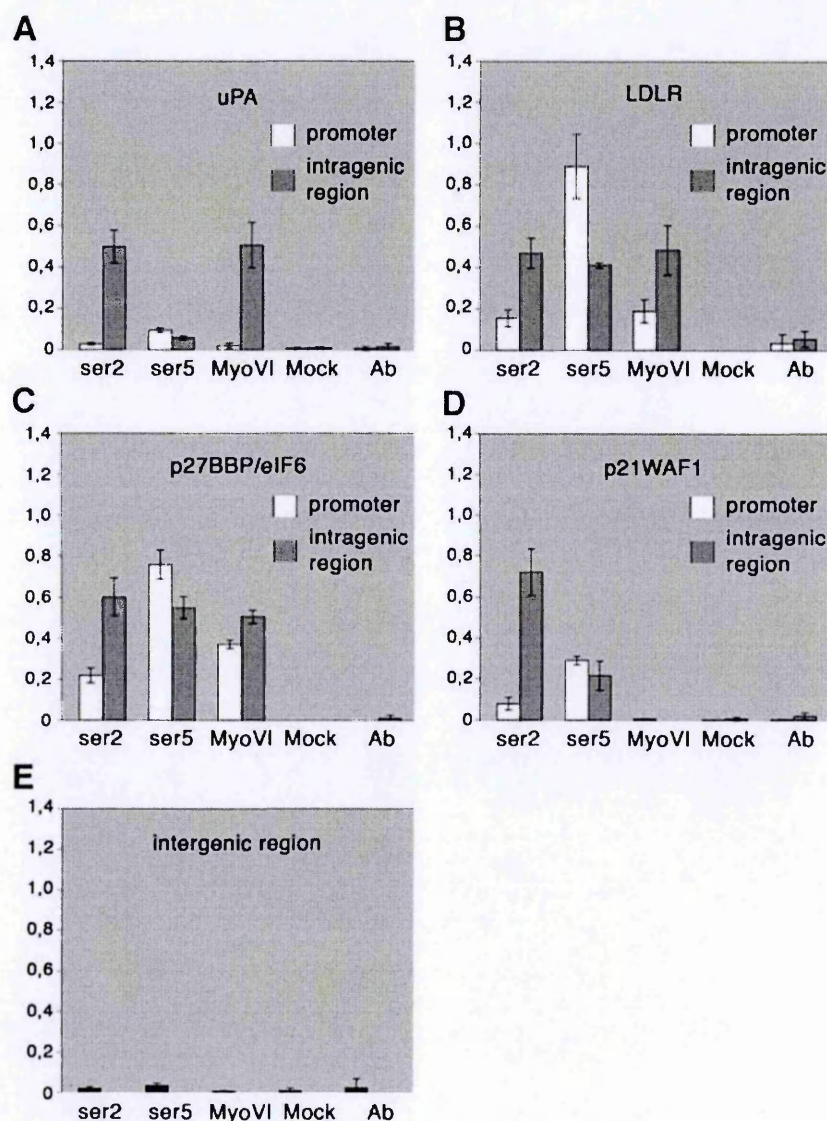 A
1,4
1,2
1,0
0,8
0,6
0,4
0,2
0
uPA
promoter
intragenic
region
ser2 ser5 MyoVI Mock Ab
B
1,4
1,2
1,0
0,8
0,6
0,4
0,2
0
LDLR
promoter
intragenic
region
ser2 ser5 MyoVI Mock Ab
C
1,4
1,2
1,0
0,8
0,6
0,4
0,2
0
p27BBP/eIF6
promoter
intragenic
region
ser2 ser5 MyoVI Mock Ab
D
1,4
1,2
1,0
0,8
0,6
0,4
0,2
0
p21WAF1
promoter
intragenic
region
ser2 ser5 MyoVI Mock Ab
E
1,4
1,2
1,0
0,8
0,6
0,4
0,2
0
intergenic region
ser2 ser5 MyoVI Mock Ab